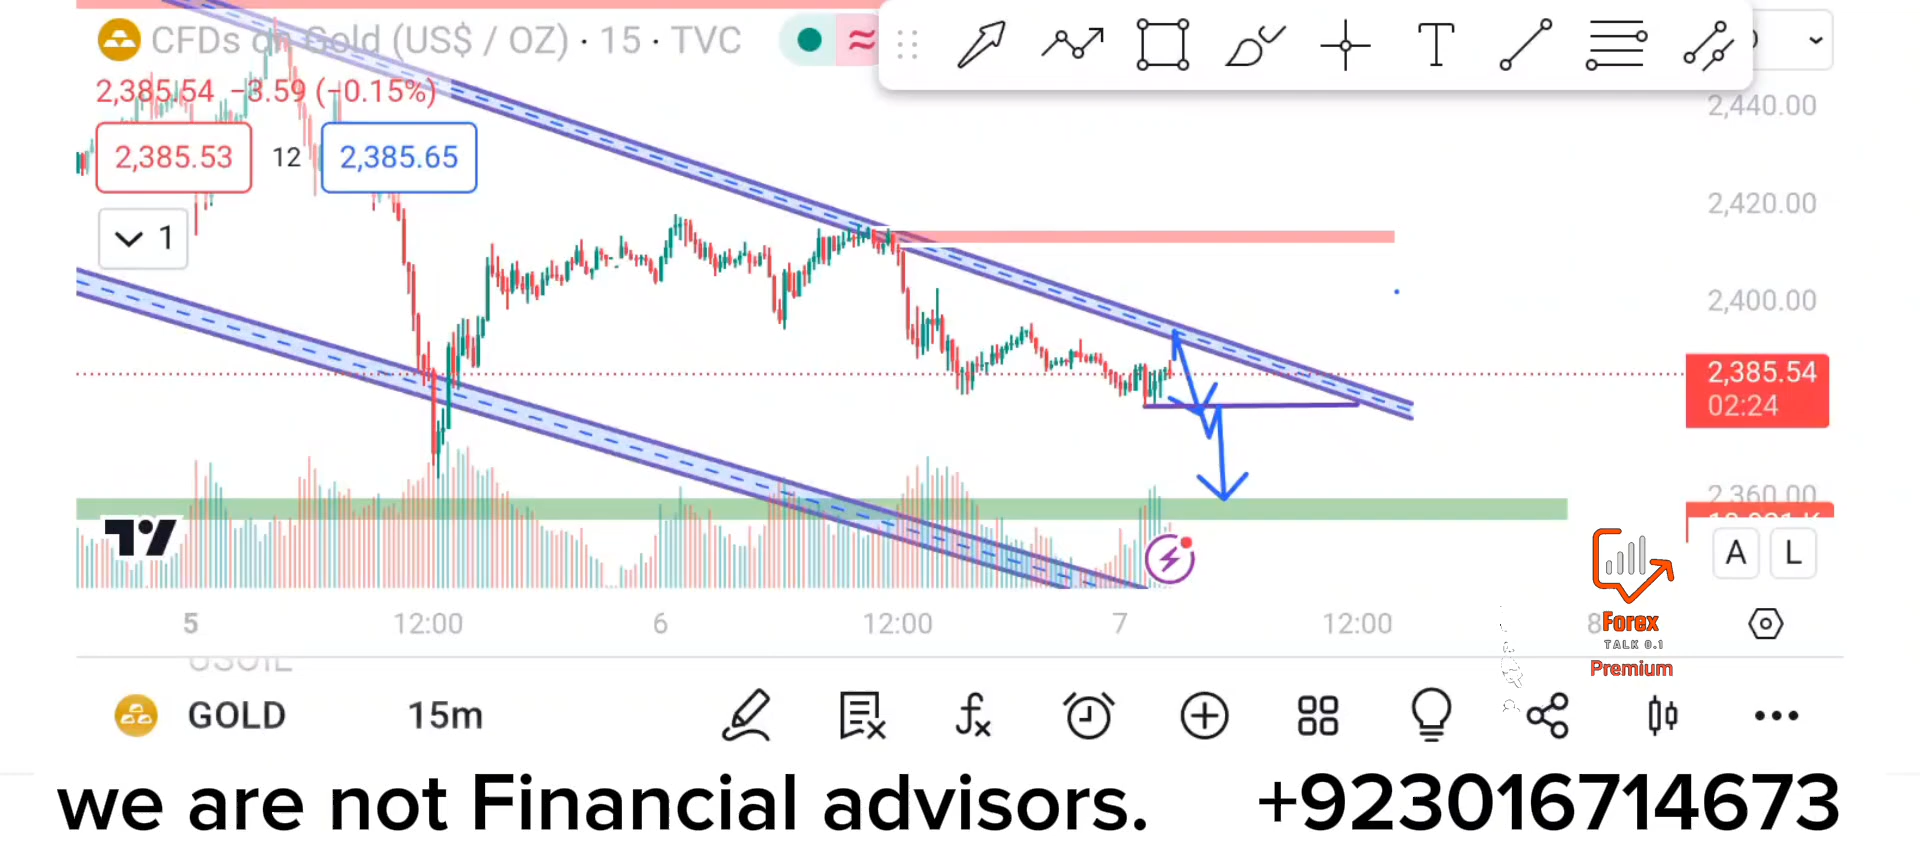 CFDs on Gold (US$ / OZ) · 15 · TVC
2,385.54 −3.59 (−0.15%)
2,385.53 12 2,385.65
1
2,440.00
2,420.00
2,400.00
2,385.54
02:24
2,360.00
A L
5 12:00 6 12:00 7 12:00 8
Forex
TALK 0.1
Premium
USOIL
GOLD 15m
we are not Financial advisors. +923016714673